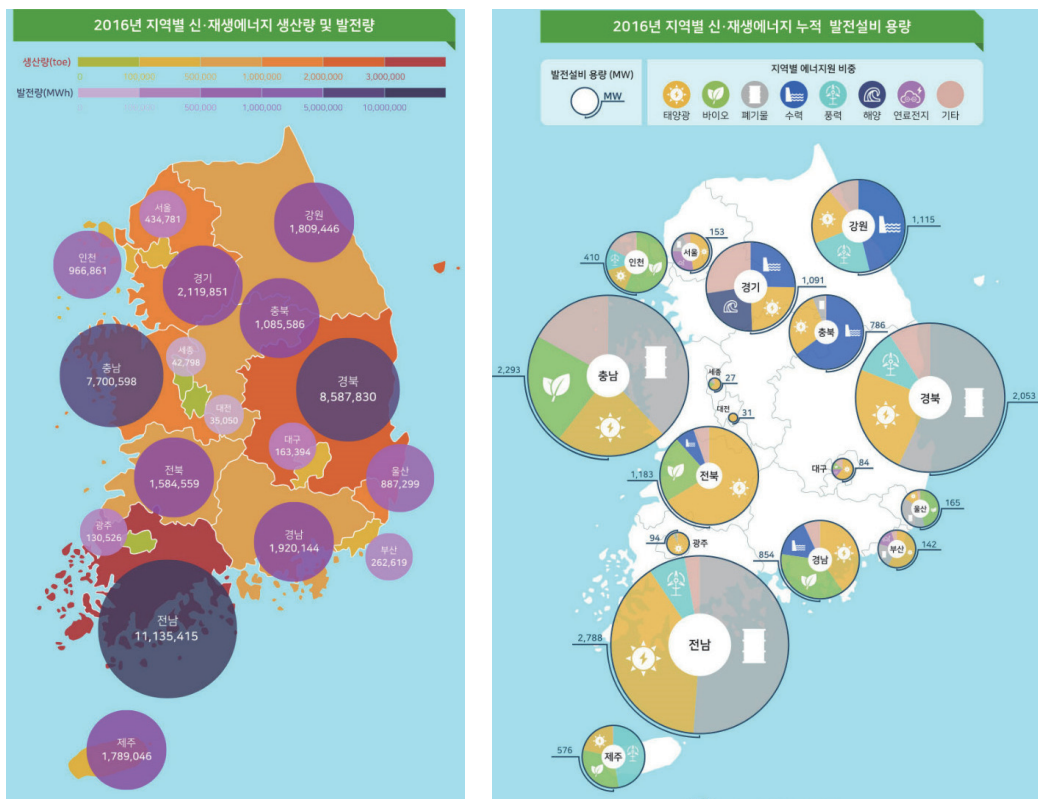 2016년 지역별 신·재생에너지 생산량 및 발전량
생산량(toe)
0 100,000 500,000 1,000,000 2,000,000 3,000,000
발전량(MWh)
0 100,000 500,000 1,000,000 5,000,000 10,000,000
서울
434,781
강원
1,809,446
인천
966,861
경기
2,119,851
충북
1,085,586
세종
42,798
충남
7,700,598
경북
8,587,830
대전
35,050
대구
163,394
전북
1,584,559
울산
887,299
광주
130,526
경남
1,920,144
부산
262,619
전남
11,135,415
제주
1,789,046
2016년 지역별 신·재생에너지 누적 발전설비 용량
발전설비 용량 (MW)
MW
지역별 에너지원 비중
태양광 바이오 폐기물 수력 풍력 해양 연료전지 기타
강원
1,115
서울
153
인천
410
경기
1,091
충북
786
충남
2,293
세종
27
대전
31
경북
2,053
전북
1,183
대구
84
울산
165
광주
94
경남
854
부산
142
전남
2,788
제주
576